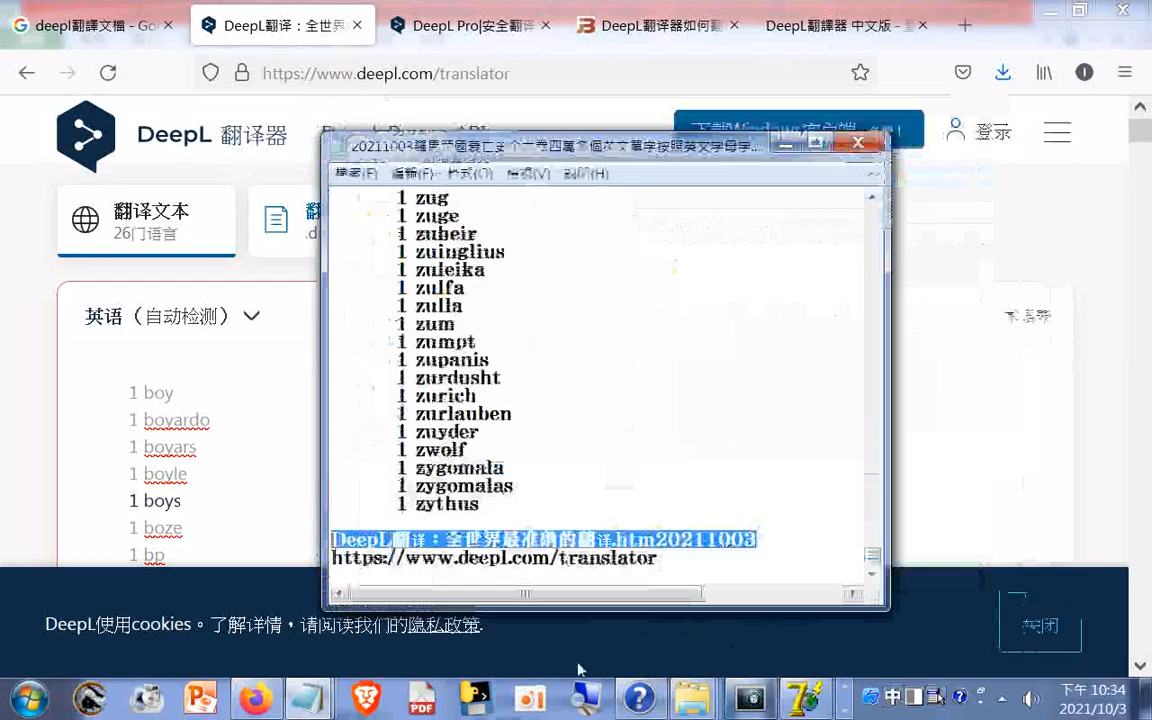 deepl翻譯文檔 - Go
DeepL翻译：全世界
DeepL Pro|安全翻译
DeepL翻译器如何翻
DeepL翻譯器 中文版 -
https://www.deepl.com/translator
DeepL 翻译器
登录
翻译文本
26门语言
英语（自动检测）
1 boy
1 boyardo
1 boyars
1 boyle
1 boys
1 boze
1 bp
1 zug
1 zuge
1 zuheir
1 zuinglius
1 zuleika
1 zulfa
1 zulla
1 zum
1 zumpt
1 zupanis
1 zurdusht
1 zurich
1 zurlauben
1 zuyder
1 zwolf
1 zygomala
1 zygomalas
1 zythus
DeepL翻译：全世界最准确的翻译.htm20211003
https://www.deepl.com/translator
DeepL使用cookies。了解详情，请阅读我们的隐私政策.
关闭
中
下午 10:34
2021/10/3